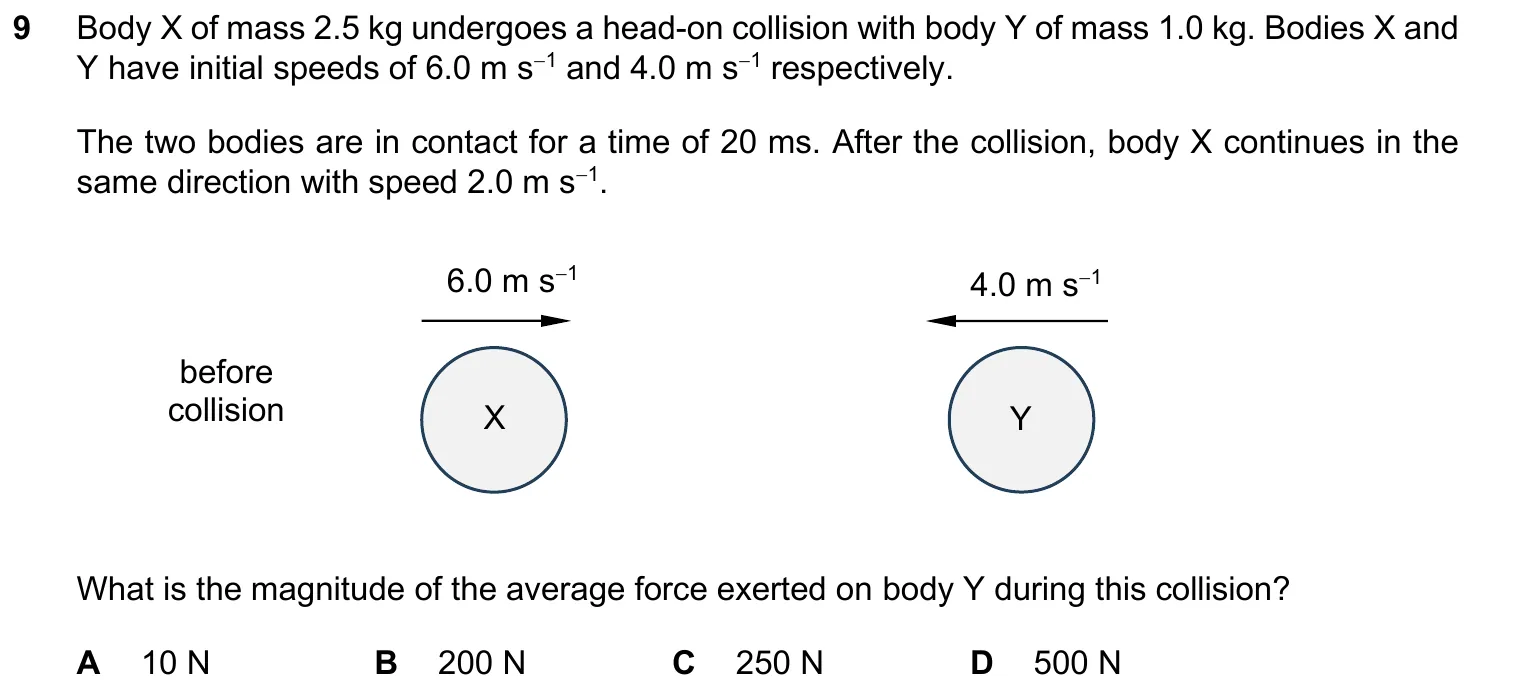 9 Body X of mass 2.5 kg undergoes a head-on collision with body Y of mass 1.0 kg. Bodies X and
Y have initial speeds of 6.0 m s⁻¹ and 4.0 m s⁻¹ respectively.
The two bodies are in contact for a time of 20 ms. After the collision, body X continues in the
same direction with speed 2.0 m s⁻¹.
6.0 m s⁻¹ 4.0 m s⁻¹
before
collision
X Y
What is the magnitude of the average force exerted on body Y during this collision?
A 10 N B 200 N C 250 N D 500 N